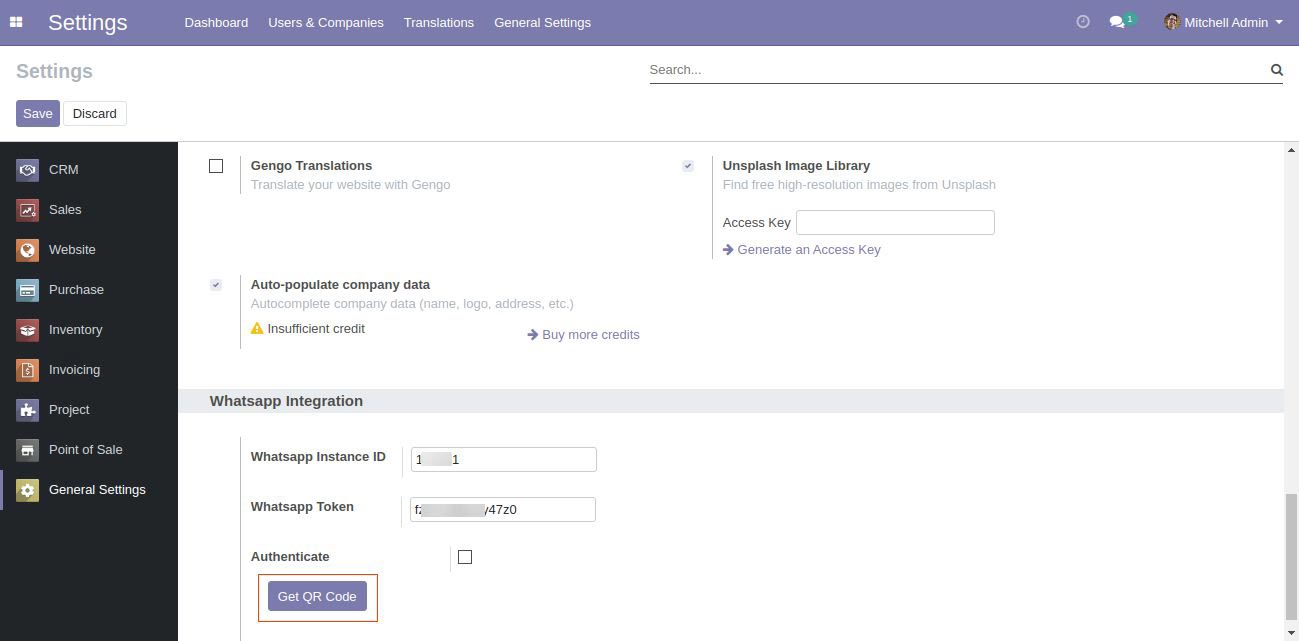 Settings Dashboard Users & Companies Translations General Settings 1 Mitchell Admin
Settings
Search...
Save Discard
CRM
Sales
Website
Purchase
Inventory
Invoicing
Project
Point of Sale
General Settings
Gengo Translations
Translate your website with Gengo
Unsplash Image Library
Find free high-resolution images from Unsplash
Access Key
Generate an Access Key
Auto-populate company data
Autocomplete company data (name, logo, address, etc.)
Insufficient credit
Buy more credits
Whatsapp Integration
Whatsapp Instance ID 1 1
Whatsapp Token y47z0
Authenticate
Get QR Code